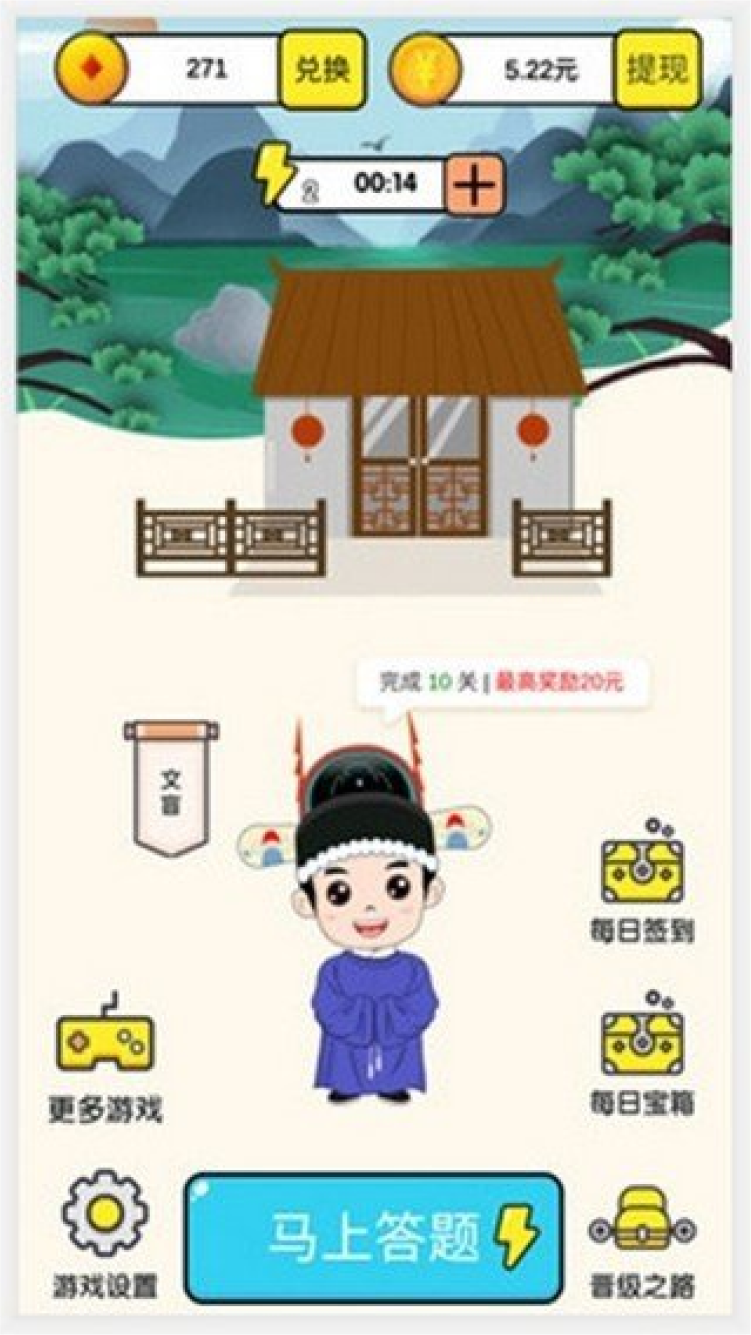 271 兑换 5.22元 提现
2 00:14
完成 10 关 | 最高奖励20元
文盲
每日签到
更多游戏
每日宝箱
马上答题
游戏设置
晋级之路